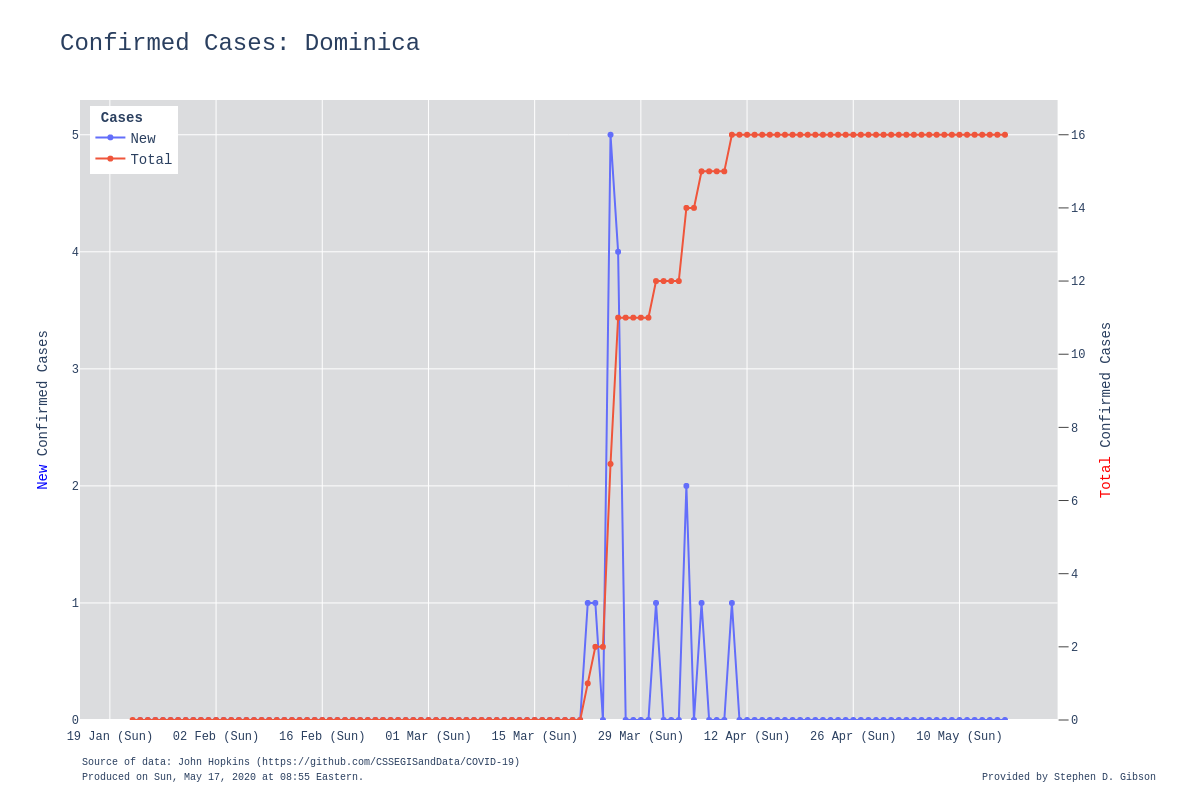 Confirmed Cases: Dominica
Cases
New
Total
5
4
3
2
1
0
New Confirmed Cases
16
14
12
10
8
6
4
2
0
Total Confirmed Cases
19 Jan (Sun) 02 Feb (Sun) 16 Feb (Sun) 01 Mar (Sun) 15 Mar (Sun) 29 Mar (Sun) 12 Apr (Sun) 26 Apr (Sun) 10 May (Sun)
Source of data: John Hopkins (https://github.com/CSSEGISandData/COVID-19)
Produced on Sun, May 17, 2020 at 08:55 Eastern.
Provided by Stephen D. Gibson